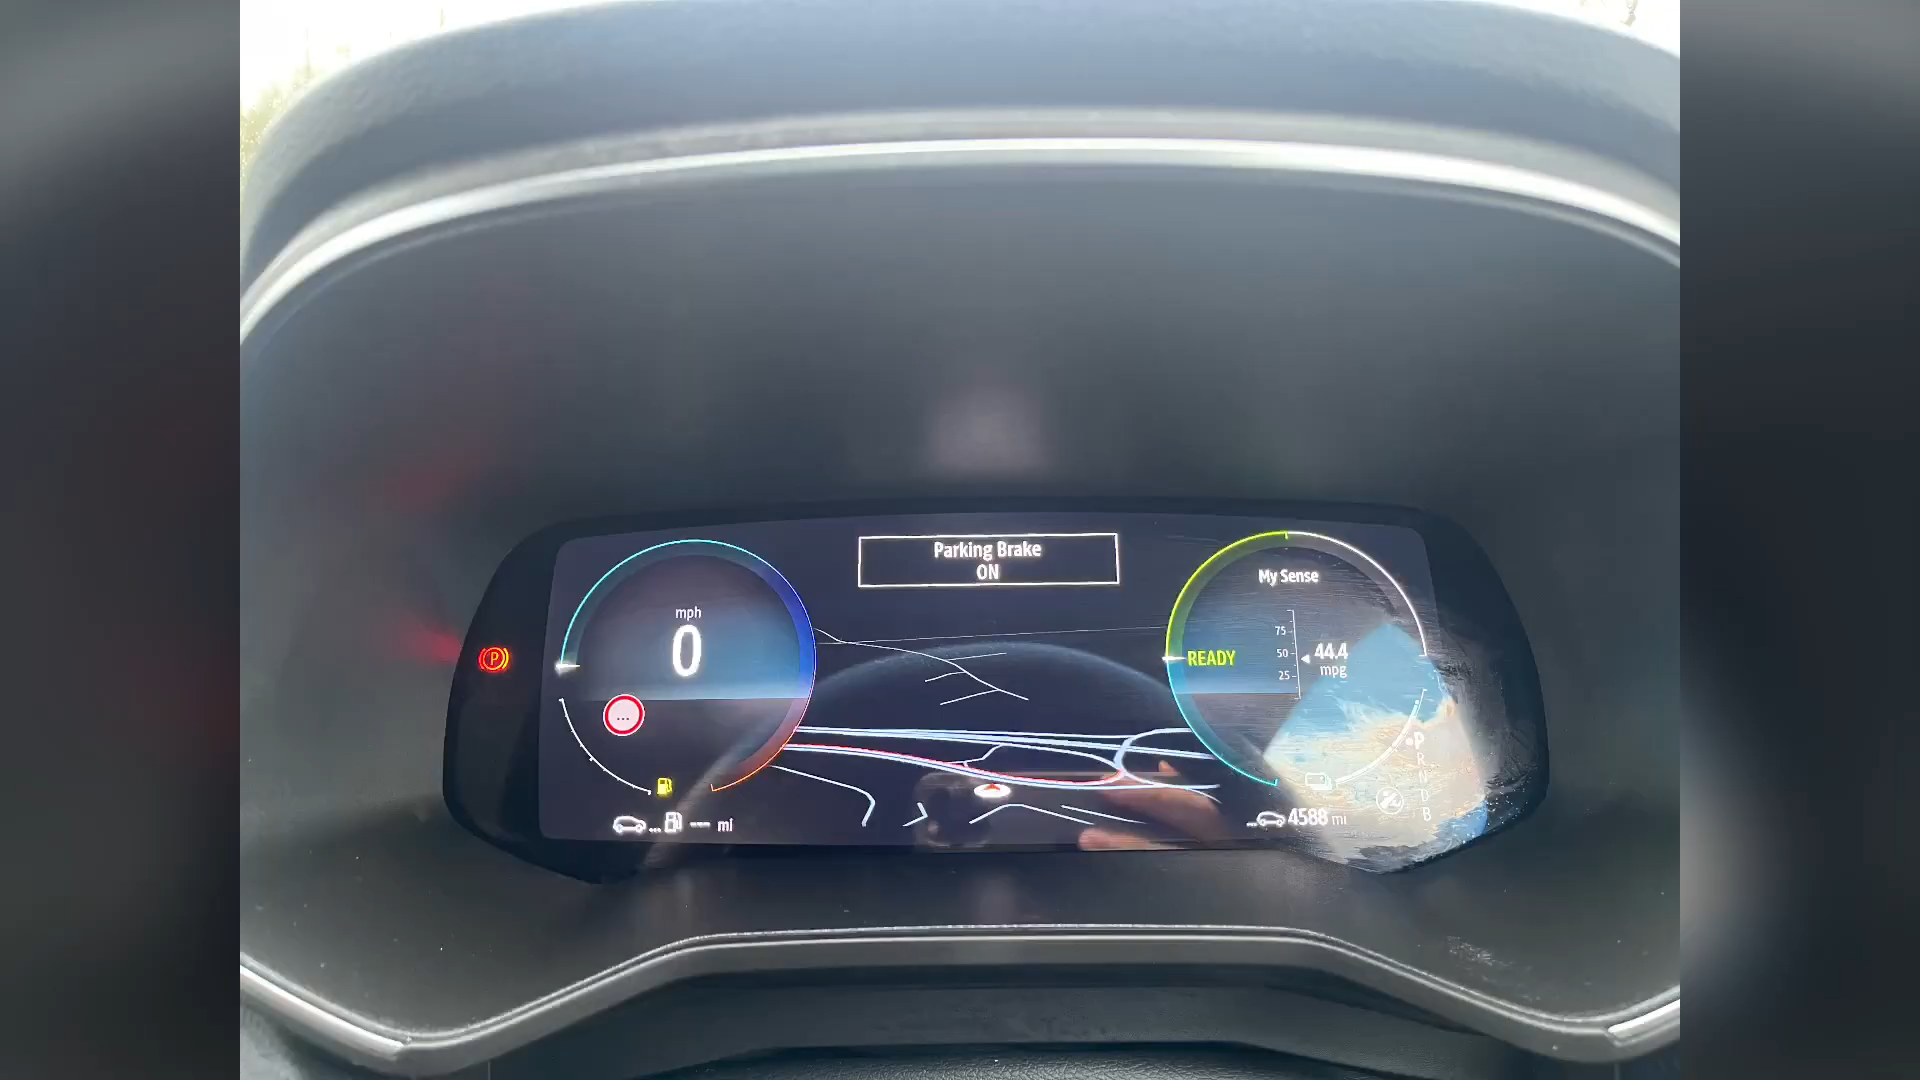 Parking Brake
ON
mph
0
P
...
... --- mi
My Sense
READY
75
50
25
44.4
mpg
P
R
N
D
B
4588 mi